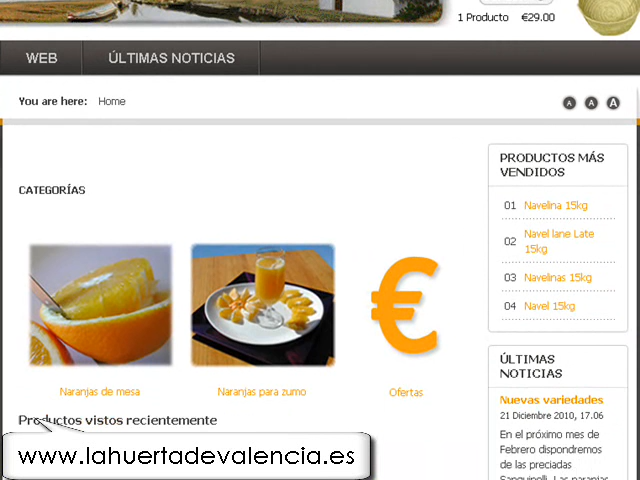 1 Producto €29.00
WEB ÚLTIMAS NOTICIAS
You are here: Home
A A A
CATEGORÍAS
€
Naranjas de mesa Naranjas para zumo Ofertas
Productos vistos recientemente
www.lahuertadevalencia.es
PRODUCTOS MÁS
VENDIDOS
01 Navelina 15kg
02 Navel lane Late
15kg
03 Navelinas 15kg
04 Navel 15kg
ÚLTIMAS
NOTICIAS
Nuevas variedades
21 Diciembre 2010, 17.06
En el próximo mes de
Febrero dispondremos
de las preciadas
Sanguinelli. Las naranjas